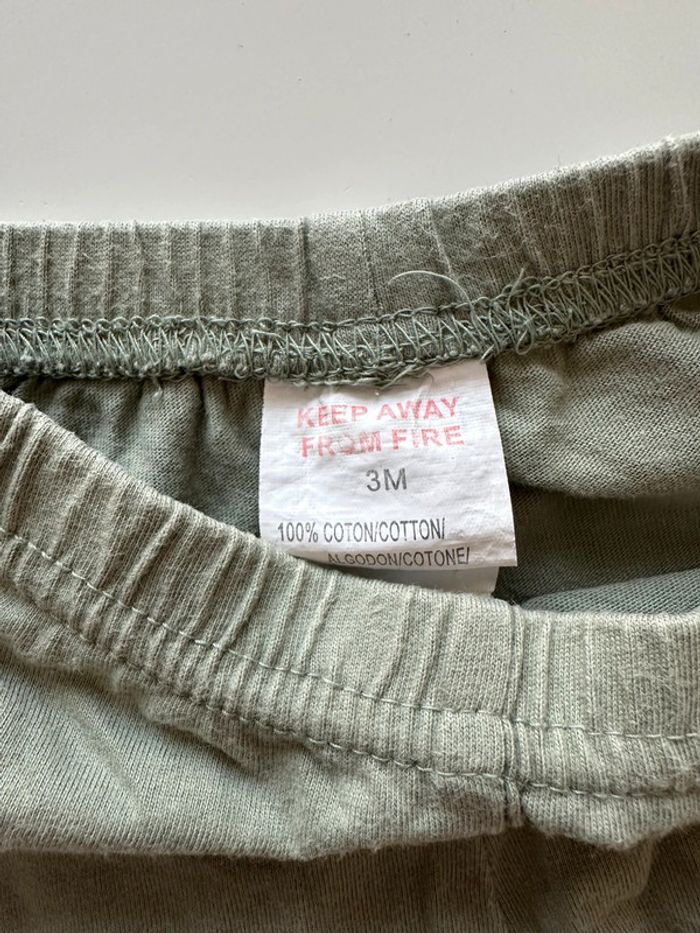 KEEP AWAY
FROM FIRE
3M
100% COTON/COTTON/
ALGODON/COTONE/